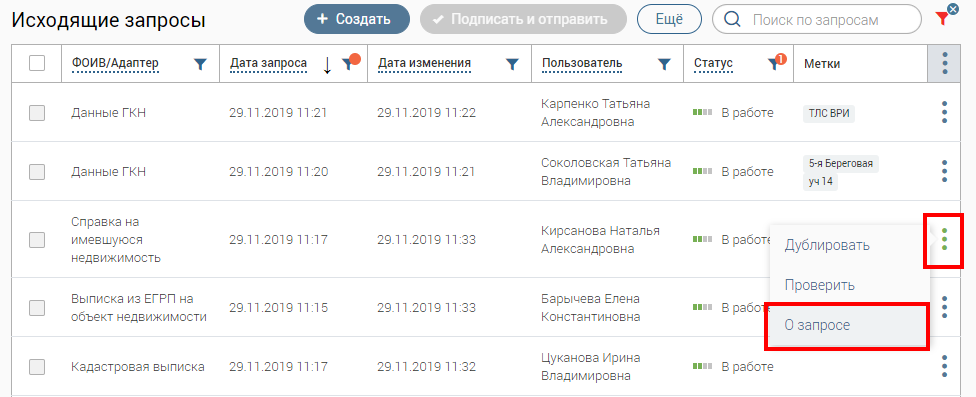 Исходящие запросы
+ Создать
Подписать и отправить
Ещё
Поиск по запросам
ФОИВ/Адаптер
Дата запроса
Дата изменения
Пользователь
Статус
1
Метки
Данные ГКН
29.11.2019 11:21
29.11.2019 11:22
Карпенко Татьяна
Александровна
В работе
ТЛС ВРИ
Данные ГКН
29.11.2019 11:20
29.11.2019 11:21
Соколовская Татьяна
Владимировна
В работе
5-я Береговая
уч 14
Справка на
имевшуюся
недвижимость
29.11.2019 11:17
29.11.2019 11:33
Кирсанова Наталья
Александровна
В работе
Дублировать
Проверить
О запросе
Выписка из ЕГРП на
объект недвижимости
29.11.2019 11:15
29.11.2019 11:33
Барычева Елена
Константиновна
В работе
Кадастровая выписка
29.11.2019 11:17
29.11.2019 11:32
Цуканова Ирина
Владимировна
В работе